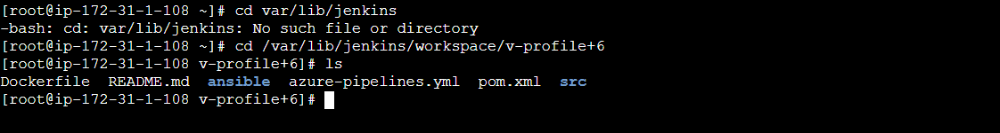 [root@ip-172-31-1-108 ~]# cd var/lib/jenkins
-bash: cd: var/lib/jenkins: No such file or directory
[root@ip-172-31-1-108 ~]# cd /var/lib/jenkins/workspace/v-profile+6
[root@ip-172-31-1-108 v-profile+6]# ls
Dockerfile  README.md  ansible  azure-pipelines.yml  pom.xml  src
[root@ip-172-31-1-108 v-profile+6]#